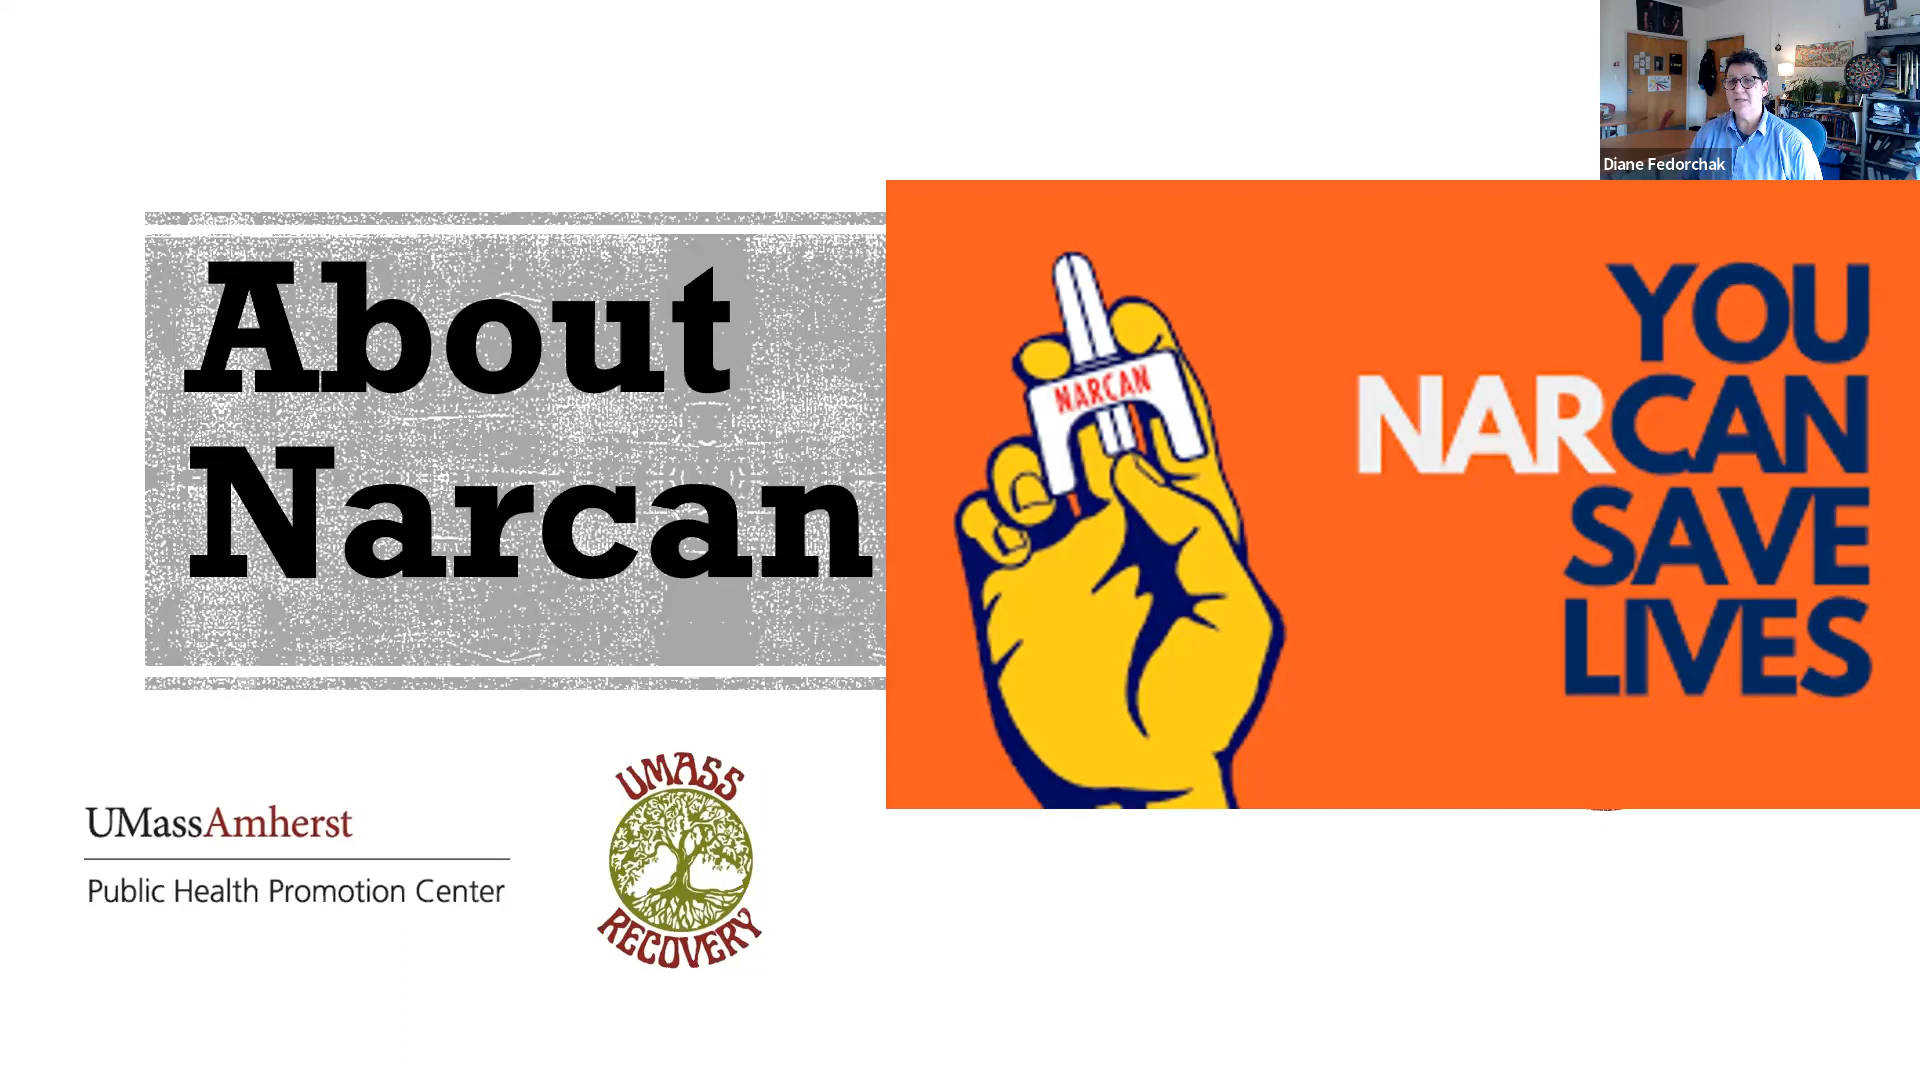 Diane Fedorchak
About
Narcan
NARCAN
YOU
NARCAN
SAVE
LIVES
UMassAmherst
Public Health Promotion Center
UMASS
RECOVERY